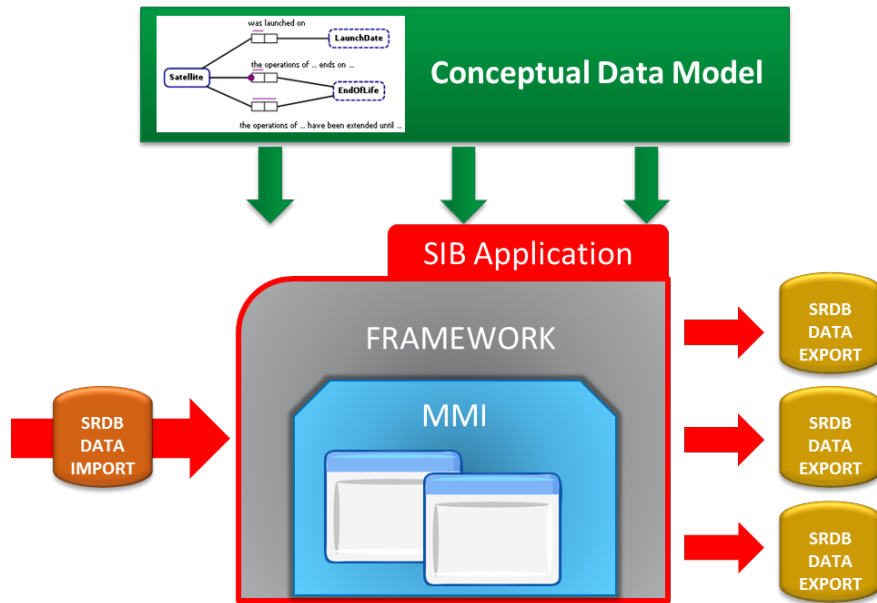 was launched on
LaunchDate
the operations of ... ends on ...
Satellite
EndOfLife
the operations of ... have been extended until ...
Conceptual Data Model
SIB Application
FRAMEWORK
MMI
SRDB
DATA
IMPORT
SRDB
DATA
EXPORT
SRDB
DATA
EXPORT
SRDB
DATA
EXPORT